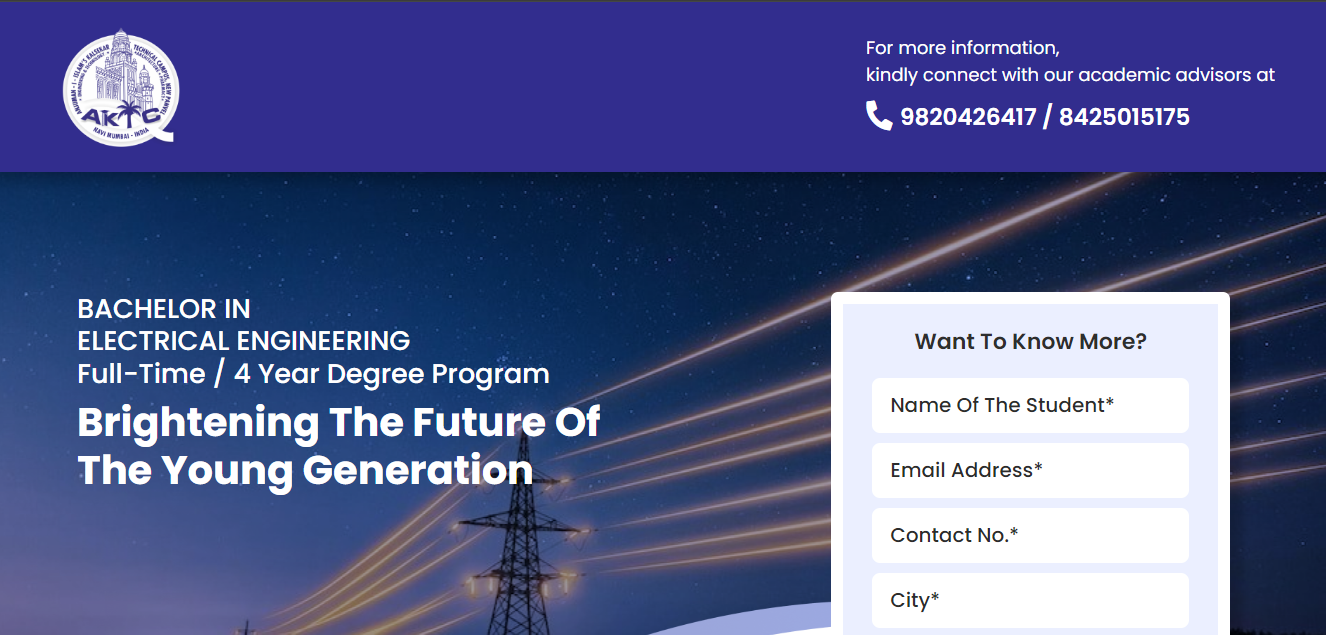 ANJUMAN-I-ISLAM'S KALSEKAR TECHNICAL CAMPUS, NEW PANVEL
AKTC
NAVI MUMBAI - INDIA
For more information,
kindly connect with our academic advisors at
9820426417 / 8425015175
BACHELOR IN
ELECTRICAL ENGINEERING
Full-Time / 4 Year Degree Program
Brightening The Future Of
The Young Generation
Want To Know More?
Name Of The Student*
Email Address*
Contact No.*
City*